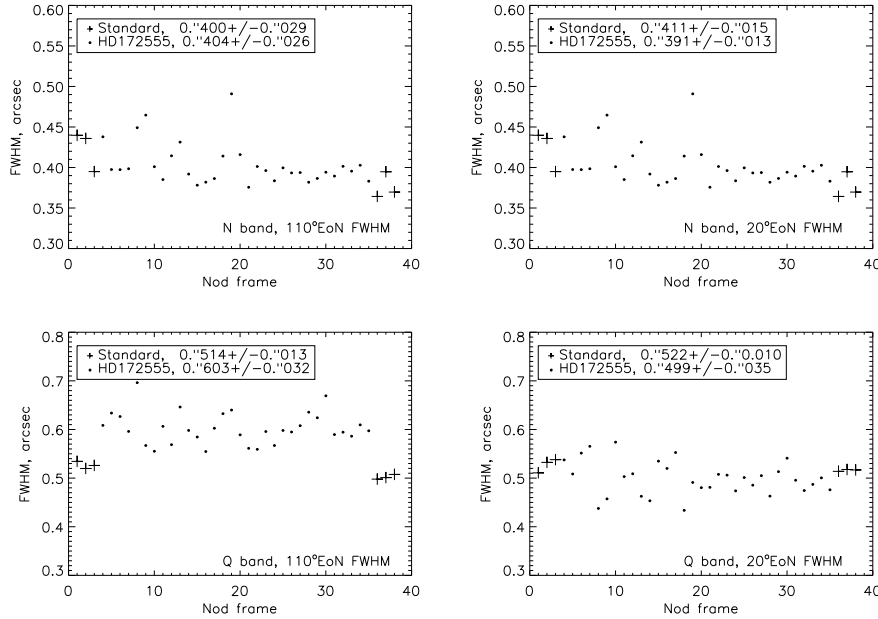 0.60
0.50
0.45
0.40
0.35
0.30
FWHM, arcsec
Standard, 0."400+/-0."029
HD172555, 0."404+/-0."026
N band, 110°EoN FWHM
0 10 20 30 40
Nod frame
0.60
0.50
0.45
0.40
0.35
0.30
FWHM, arcsec
Standard, 0."411+/-0."015
HD172555, 0."391+/-0."013
N band, 20°EoN FWHM
0 10 20 30 40
Nod frame
0.8
0.7
0.6
0.5
0.4
0.3
FWHM, arcsec
Standard, 0."514+/-0."013
HD172555, 0."603+/-0."032
N band, 110°EoN FWHM
0 10 20 30 40
Nod frame
0.8
0.7
0.6
0.5
0.4
0.3
FWHM, arcsec
Standard, 0."522+/-0."0.010
HD172555, 0."499+/-0."035
Q band, 20°EoN FWHM
0 10 20 30 40
Nod frame